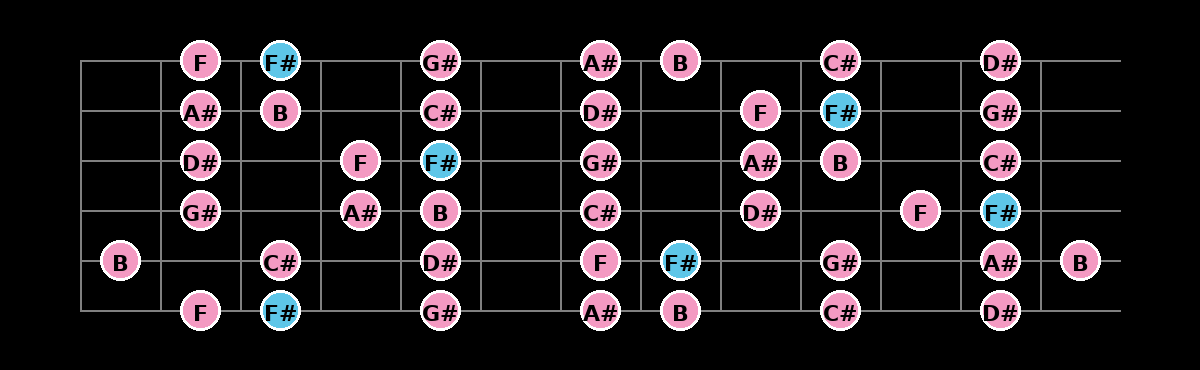 F F# G# A# B C# D#
A# B C# D# F F# G#
D# F F# G# A# B C#
G# A# B C# D# F F#
B C# D# F F# G# A# B
F F# G# A# B C# D#